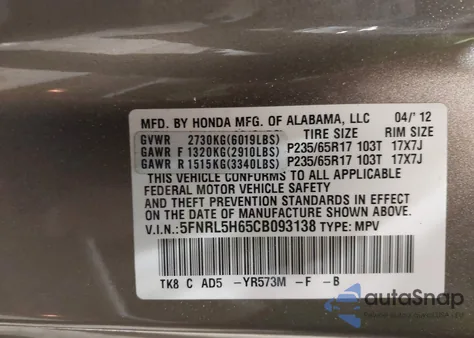 MFD. BY HONDA MFG. OF ALABAMA, LLC 04/'12
GVWR 2730KG(6019LBS) TIRE SIZE RIM SIZE
GAWR F 1320KG(2910LBS) P235/65R17 103T 17X7J
GAWR R 1515KG(3340LBS) P235/65R17 103T 17X7J
THIS VEHICLE CONFORMS TO ALL APPLICABLE
FEDERAL MOTOR VEHICLE SAFETY
AND THEFT PREVENTION STANDARDS IN EFFECT
ON THE DATE OF MANUFACTURE SHOWN ABOVE.
V.I.N.: 5FNRL5H65CB093138 TYPE: MPV
TK8 C AD5 -YR573M -F -B
autoSnap